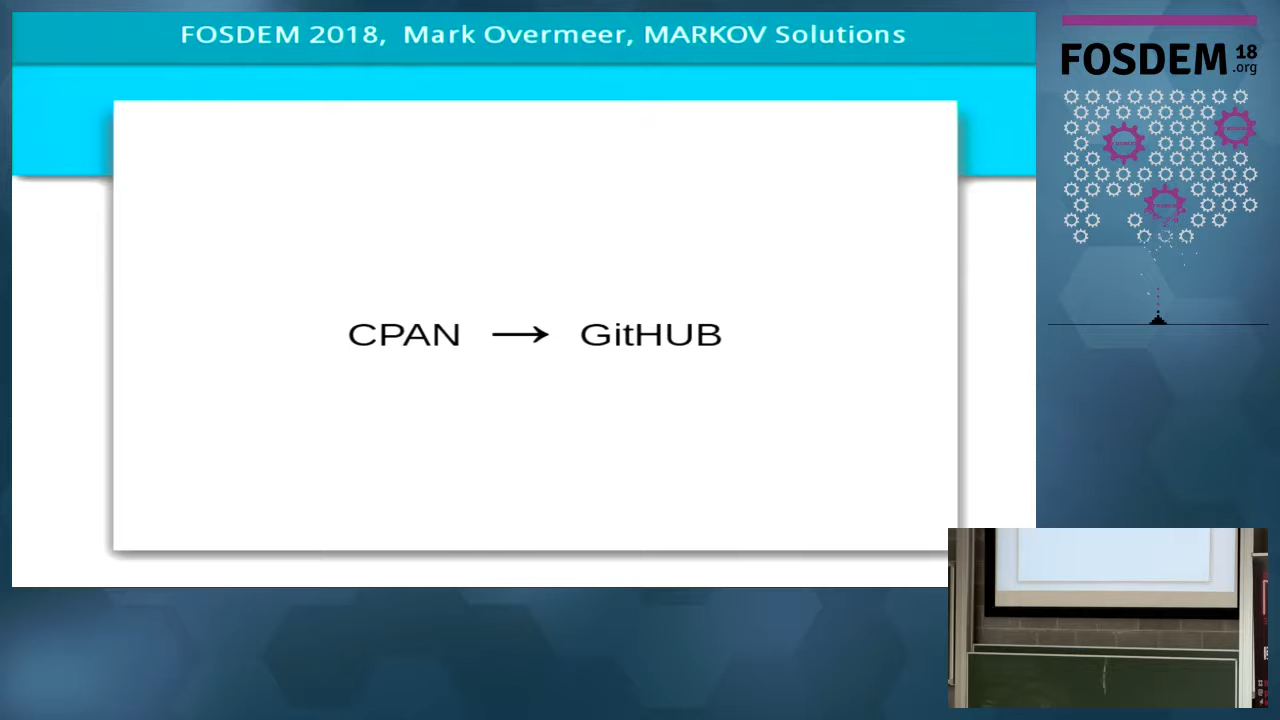 FOSDEM 2018, Mark Overmeer, MARKOV Solutions
CPAN → GitHUB
FOSDEM 18
.org